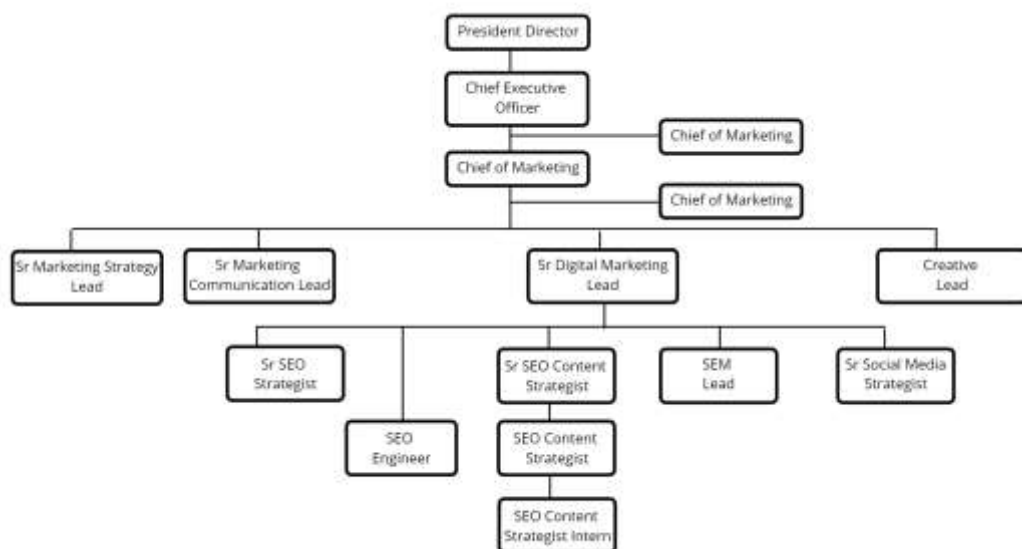 President Director
Chief Executive
Officer
Chief of Marketing
Chief of Marketing
Chief of Marketing
Sr Marketing Strategy
Lead
Sr Marketing
Communication Lead
Sr Digital Marketing
Lead
Creative
Lead
Sr SEO
Strategist
Sr SEO Content
Strategist
SEM
Lead
Sr Social Media
Strategist
SEO
Engineer
SEO Content
Strategist
SEO Content
Strategist Intern